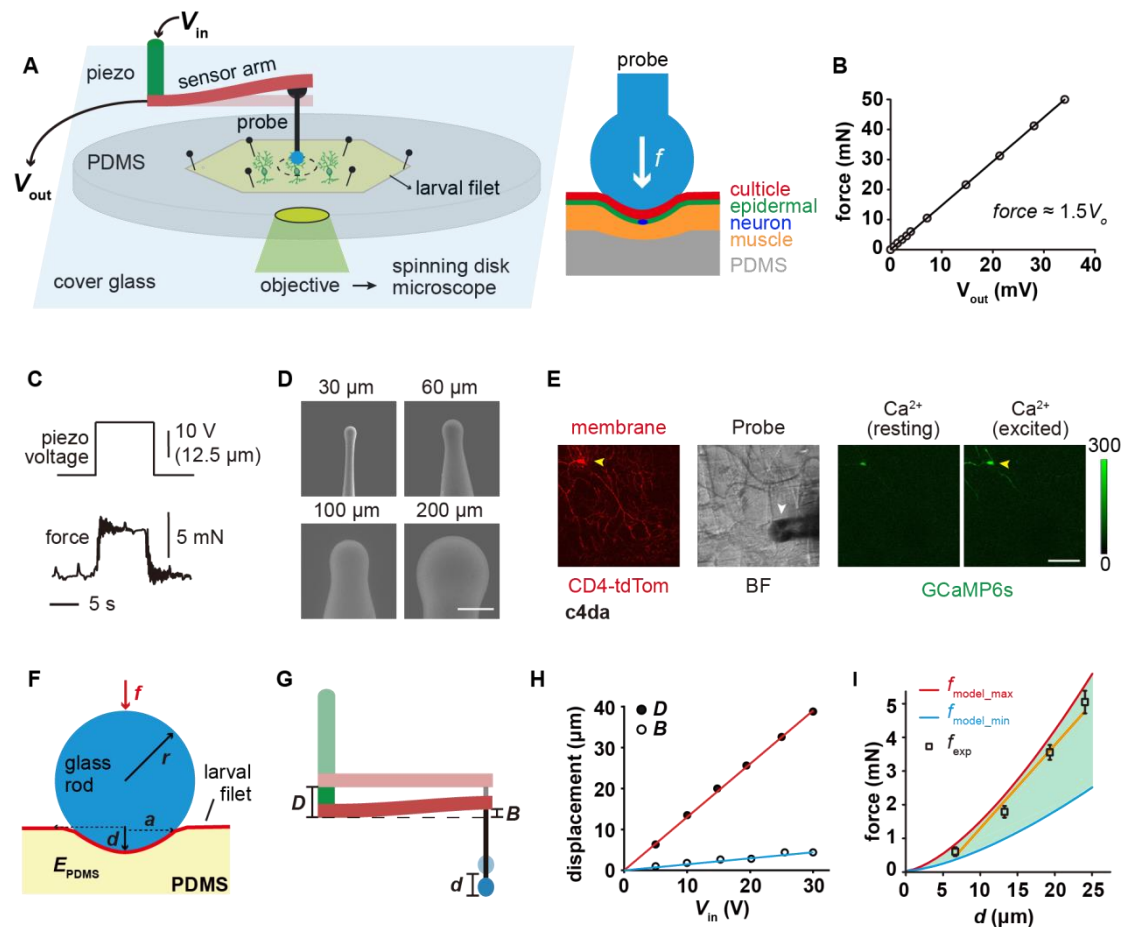 A
V_in
piezo
sensor arm
probe
PDMS
V_out
larval filet
cover glass
objective → spinning disk
microscope
probe
f
culticle
epidermal
neuron
muscle
PDMS
B
force (mN)
50
40
30
20
10
0
force ≈ 1.5V_o
0 10 20 30 40
V_out (mV)
C
piezo
voltage
10 V
(12.5 µm)
force
5 mN
5 s
D
30 µm
60 µm
100 µm
200 µm
E
membrane
Probe
Ca²⁺
(resting)
Ca²⁺
(excited)
300
0
CD4-tdTom
BF
GCaMP6s
c4da
F
f
glass
rod
r
larval
filet
a
d
E_PDMS
PDMS
G
D
B
d
H
D
B
displacement (µm)
40
30
20
10
0
0 10 20 30
V_in (V)
I
f_model_max
f_model_min
f_exp
force (mN)
5
4
3
2
1
0
0 5 10 15 20 25
d (µm)